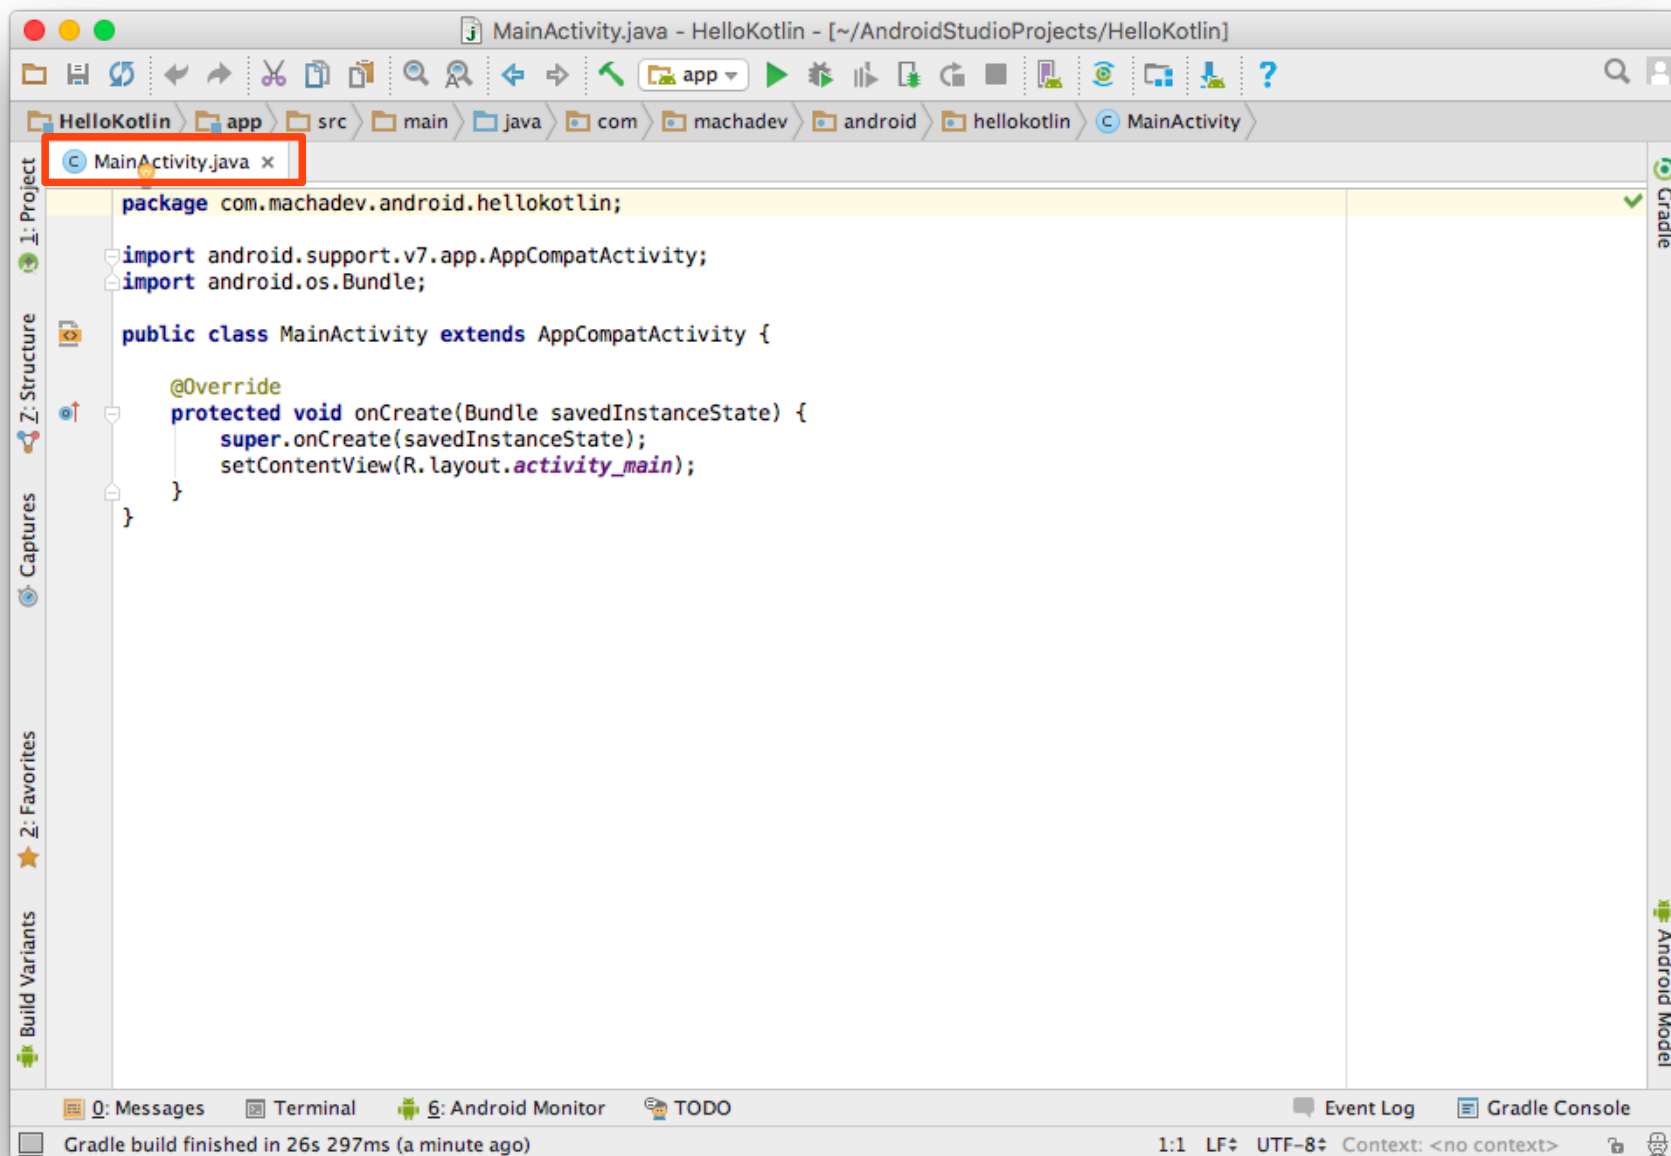 MainActivity.java - HelloKotlin - [~/AndroidStudioProjects/HelloKotlin]
app
HelloKotlin app src main java com machadev android hellokotlin MainActivity
MainActivity.java
1: Project
7: Structure
Captures
2: Favorites
Build Variants
package com.machadev.android.hellokotlin;
import android.support.v7.app.AppCompatActivity;
import android.os.Bundle;
public class MainActivity extends AppCompatActivity {
@Override
protected void onCreate(Bundle savedInstanceState) {
super.onCreate(savedInstanceState);
setContentView(R.layout.activity_main);
}
}
Gradle
Android Model
0: Messages Terminal 6: Android Monitor TODO Event Log Gradle Console
Gradle build finished in 26s 297ms (a minute ago) 1:1 LF UTF-8 Context: <no context>